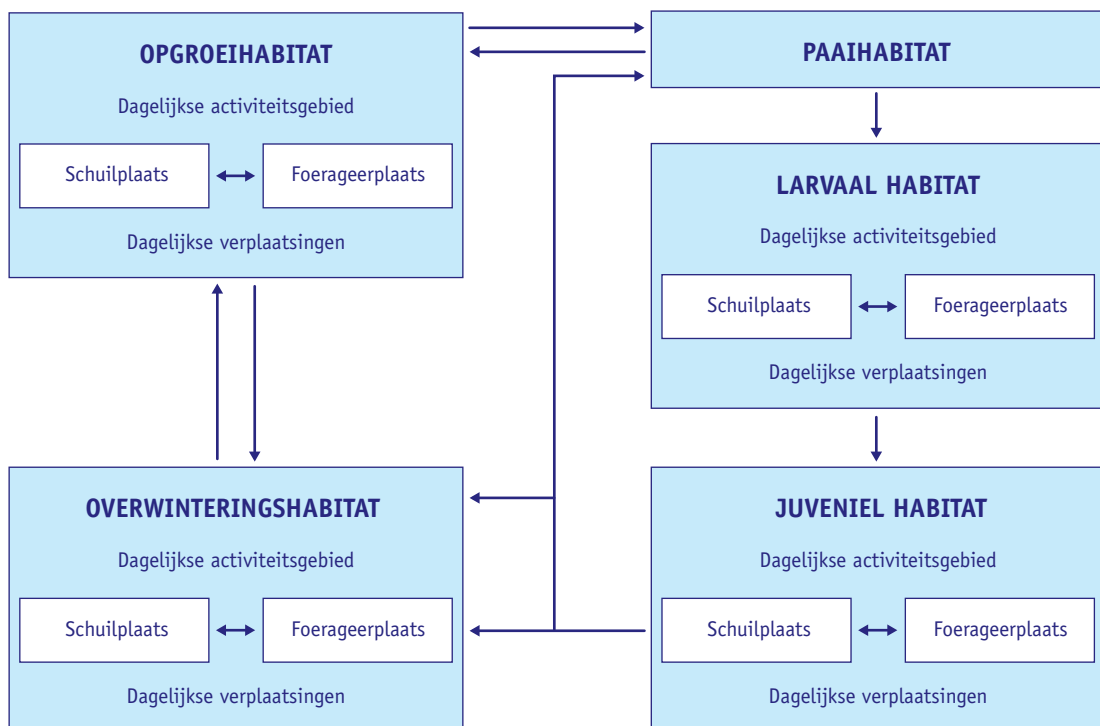 OPGROEIHABITAT
Dagelijkse activiteitsgebied
Schuilplaats
Foerageerplaats
Dagelijkse verplaatsingen
PAAIHABITAT
LARVAAL HABITAT
Dagelijkse activiteitsgebied
Schuilplaats
Foerageerplaats
Dagelijkse verplaatsingen
OVERWINTERINGSHABITAT
Dagelijkse activiteitsgebied
Schuilplaats
Foerageerplaats
Dagelijkse verplaatsingen
JUVENIEL HABITAT
Dagelijkse activiteitsgebied
Schuilplaats
Foerageerplaats
Dagelijkse verplaatsingen